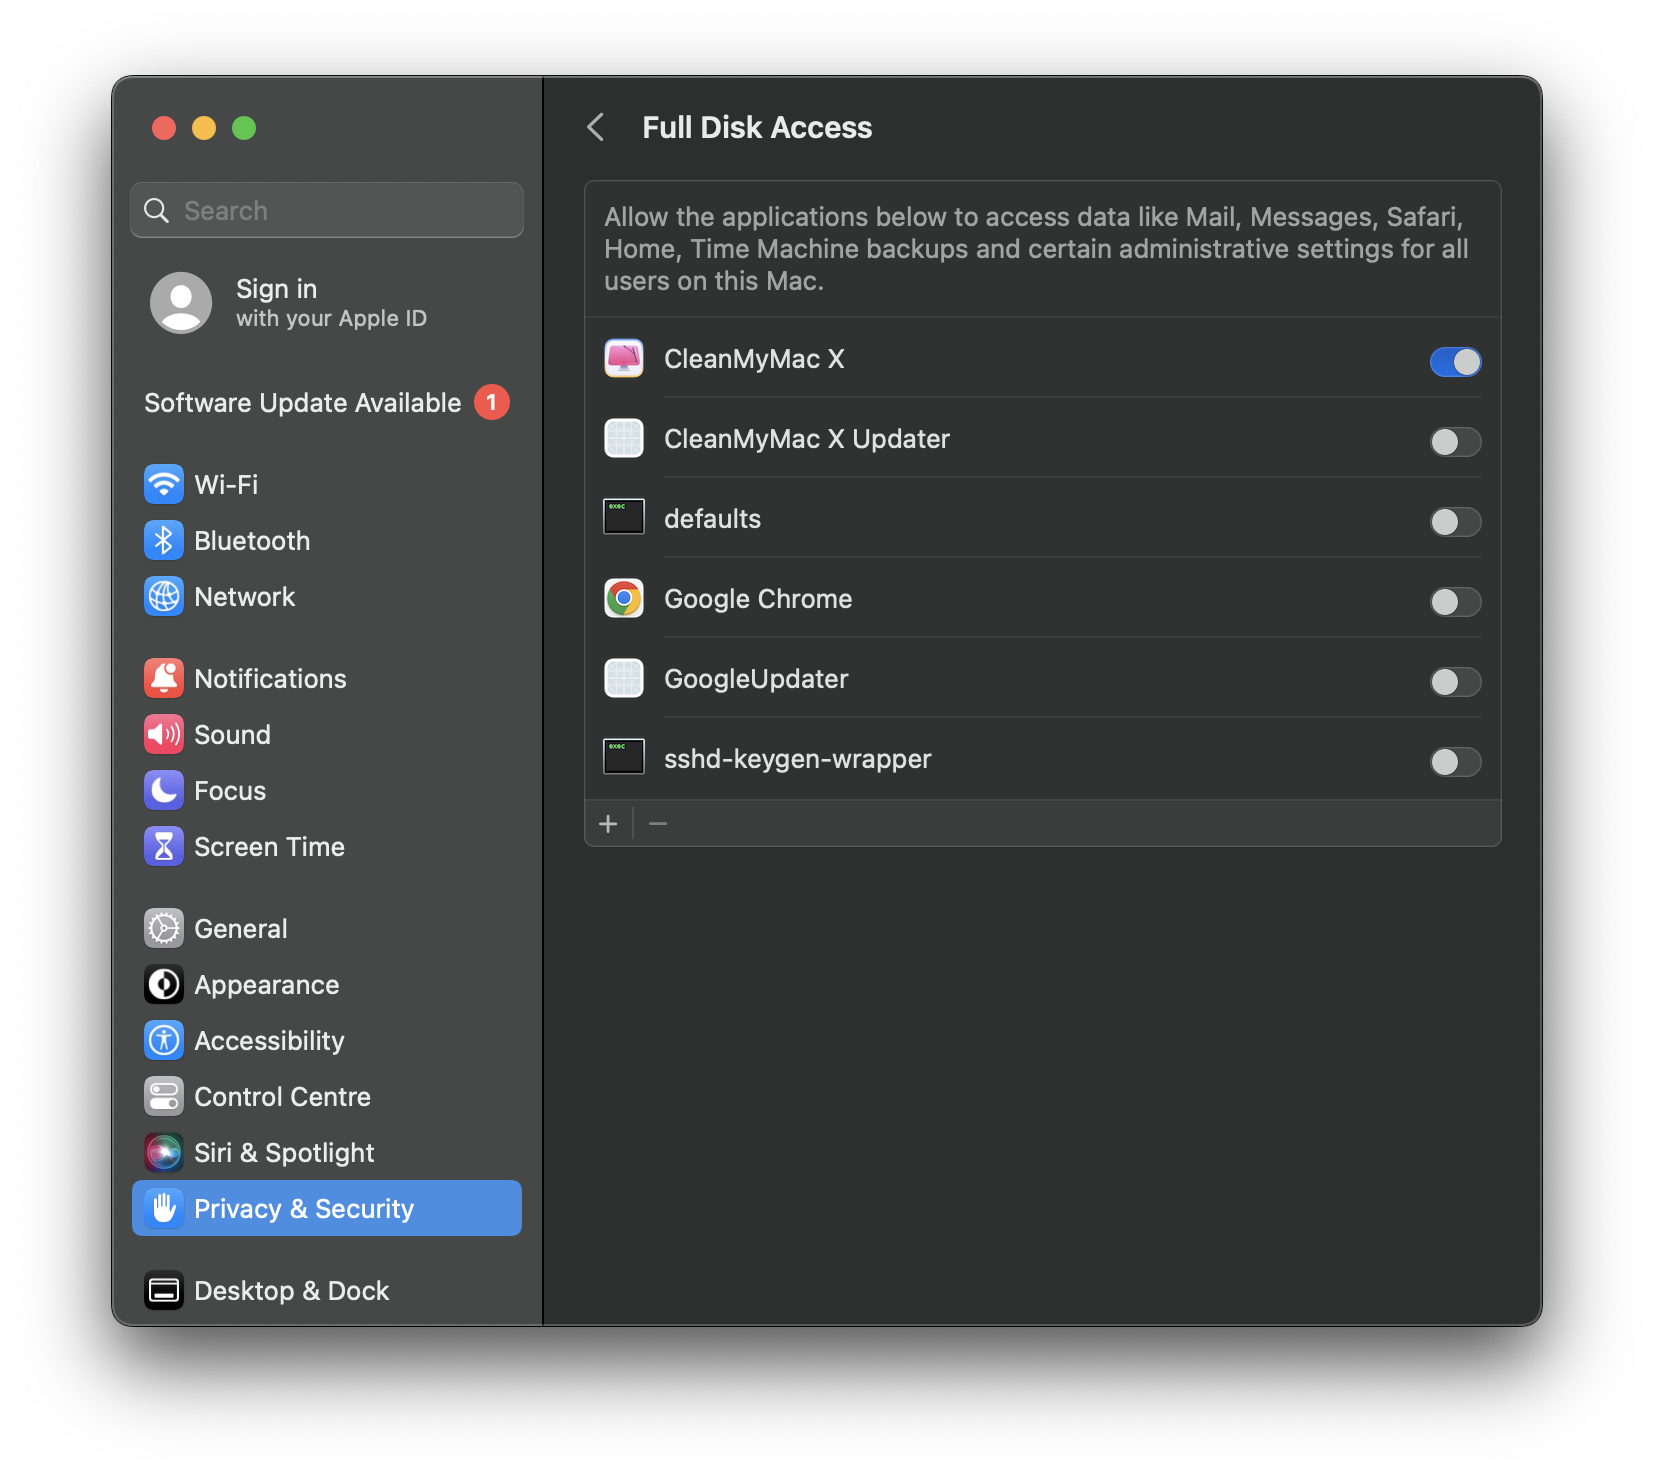 Search
Sign in
with your Apple ID
Software Update Available 1
Wi-Fi
Bluetooth
Network
Notifications
Sound
Focus
Screen Time
General
Appearance
Accessibility
Control Centre
Siri & Spotlight
Privacy & Security
Desktop & Dock
Full Disk Access
Allow the applications below to access data like Mail, Messages, Safari,
Home, Time Machine backups and certain administrative settings for all
users on this Mac.
CleanMyMac X
CleanMyMac X Updater
exec
defaults
Google Chrome
GoogleUpdater
exec
sshd-keygen-wrapper